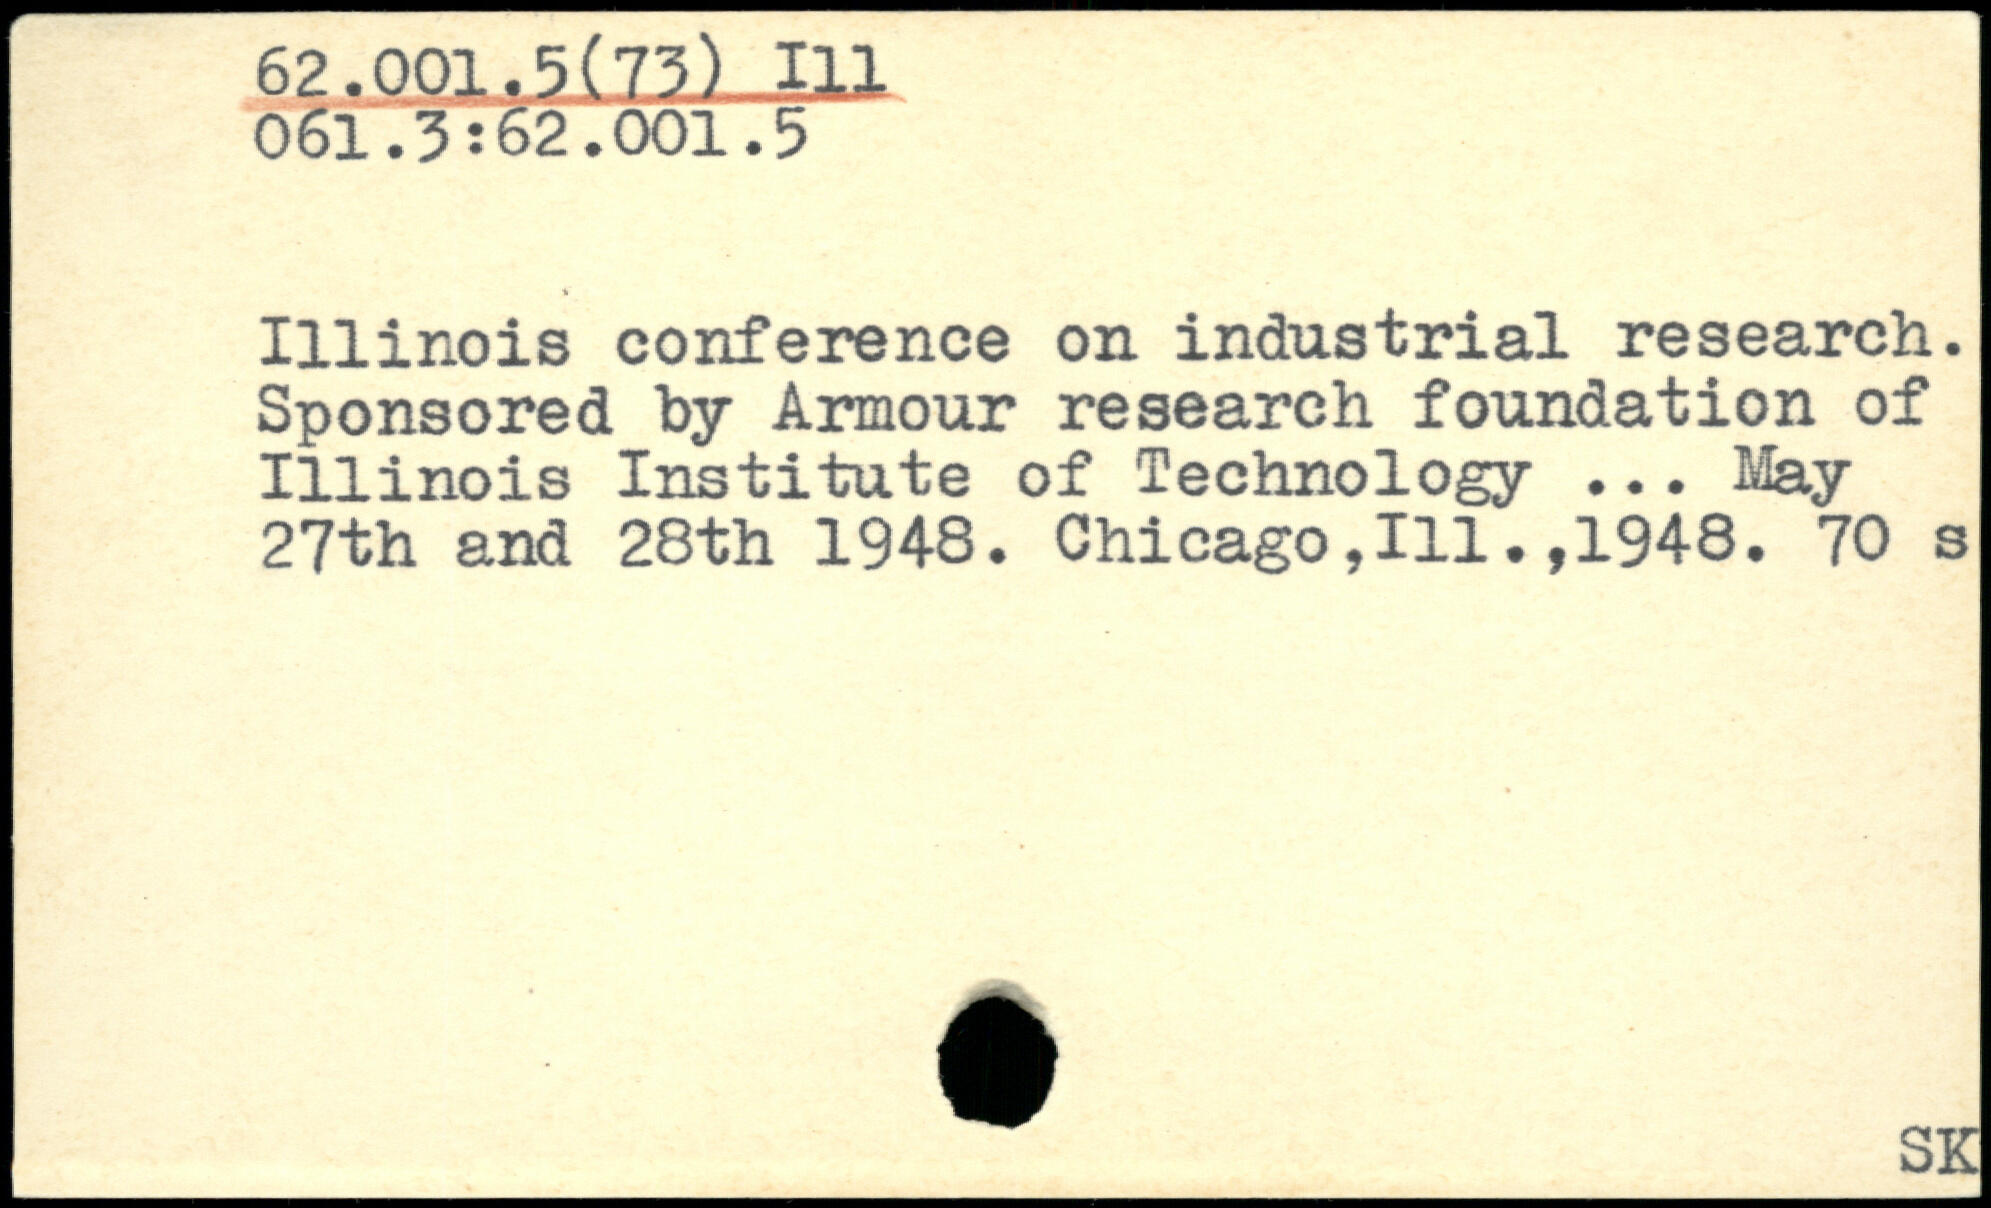 62.001.5(73) Ill
061.3:62.001.5
Illinois conference on industrial research.
Sponsored by Armour research foundation of
Illinois Institute of Technology ... May
27th and 28th 1948. Chicago,Ill.,1948. 70 s
SK